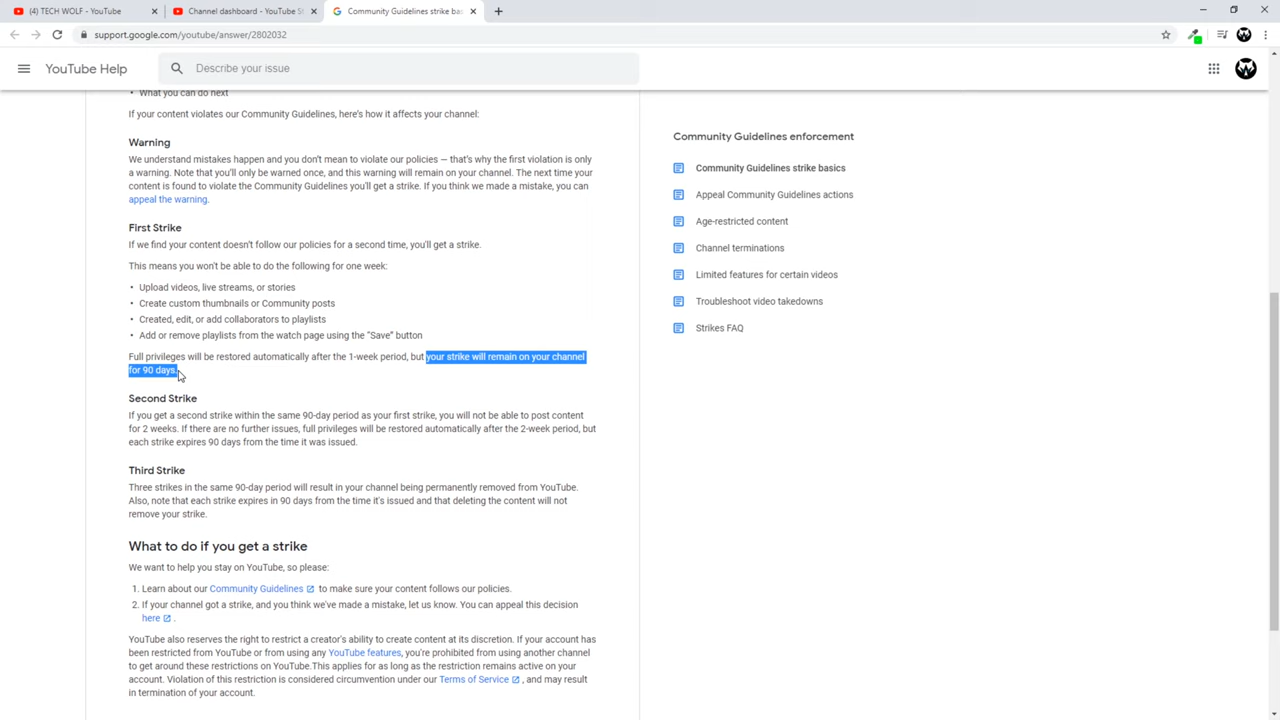 (4) TECH WOLF - YouTube
Channel dashboard - YouTube St
Community Guidelines strike bas
support.google.com/youtube/answer/2802032
YouTube Help
Describe your issue
• What you can do next
If your content violates our Community Guidelines, here's how it affects your channel:
Warning
We understand mistakes happen and you don't mean to violate our policies — that's why the first violation is only
a warning. Note that you'll only be warned once, and this warning will remain on your channel. The next time your
content is found to violate the Community Guidelines you'll get a strike. If you think we made a mistake, you can
appeal the warning.
First Strike
If we find your content doesn't follow our policies for a second time, you'll get a strike.
This means you won't be able to do the following for one week:
• Upload videos, live streams, or stories
• Create custom thumbnails or Community posts
• Created, edit, or add collaborators to playlists
• Add or remove playlists from the watch page using the "Save" button
Full privileges will be restored automatically after the 1-week period, but your strike will remain on your channel
for 90 days.
Second Strike
If you get a second strike within the same 90-day period as your first strike, you will not be able to post content
for 2 weeks. If there are no further issues, full privileges will be restored automatically after the 2-week period, but
each strike expires 90 days from the time it was issued.
Third Strike
Three strikes in the same 90-day period will result in your channel being permanently removed from YouTube.
Also, note that each strike expires in 90 days from the time it's issued and that deleting the content will not
remove your strike.
What to do if you get a strike
We want to help you stay on YouTube, so please:
1. Learn about our Community Guidelines to make sure your content follows our policies.
2. If your channel got a strike, and you think we've made a mistake, let us know. You can appeal this decision
here .
YouTube also reserves the right to restrict a creator's ability to create content at its discretion. If your account has
been restricted from YouTube or from using any YouTube features, you're prohibited from using another channel
to get around these restrictions on YouTube.This applies for as long as the restriction remains active on your
account. Violation of this restriction is considered circumvention under our Terms of Service , and may result
in termination of your account.
Community Guidelines enforcement
Community Guidelines strike basics
Appeal Community Guidelines actions
Age-restricted content
Channel terminations
Limited features for certain videos
Troubleshoot video takedowns
Strikes FAQ